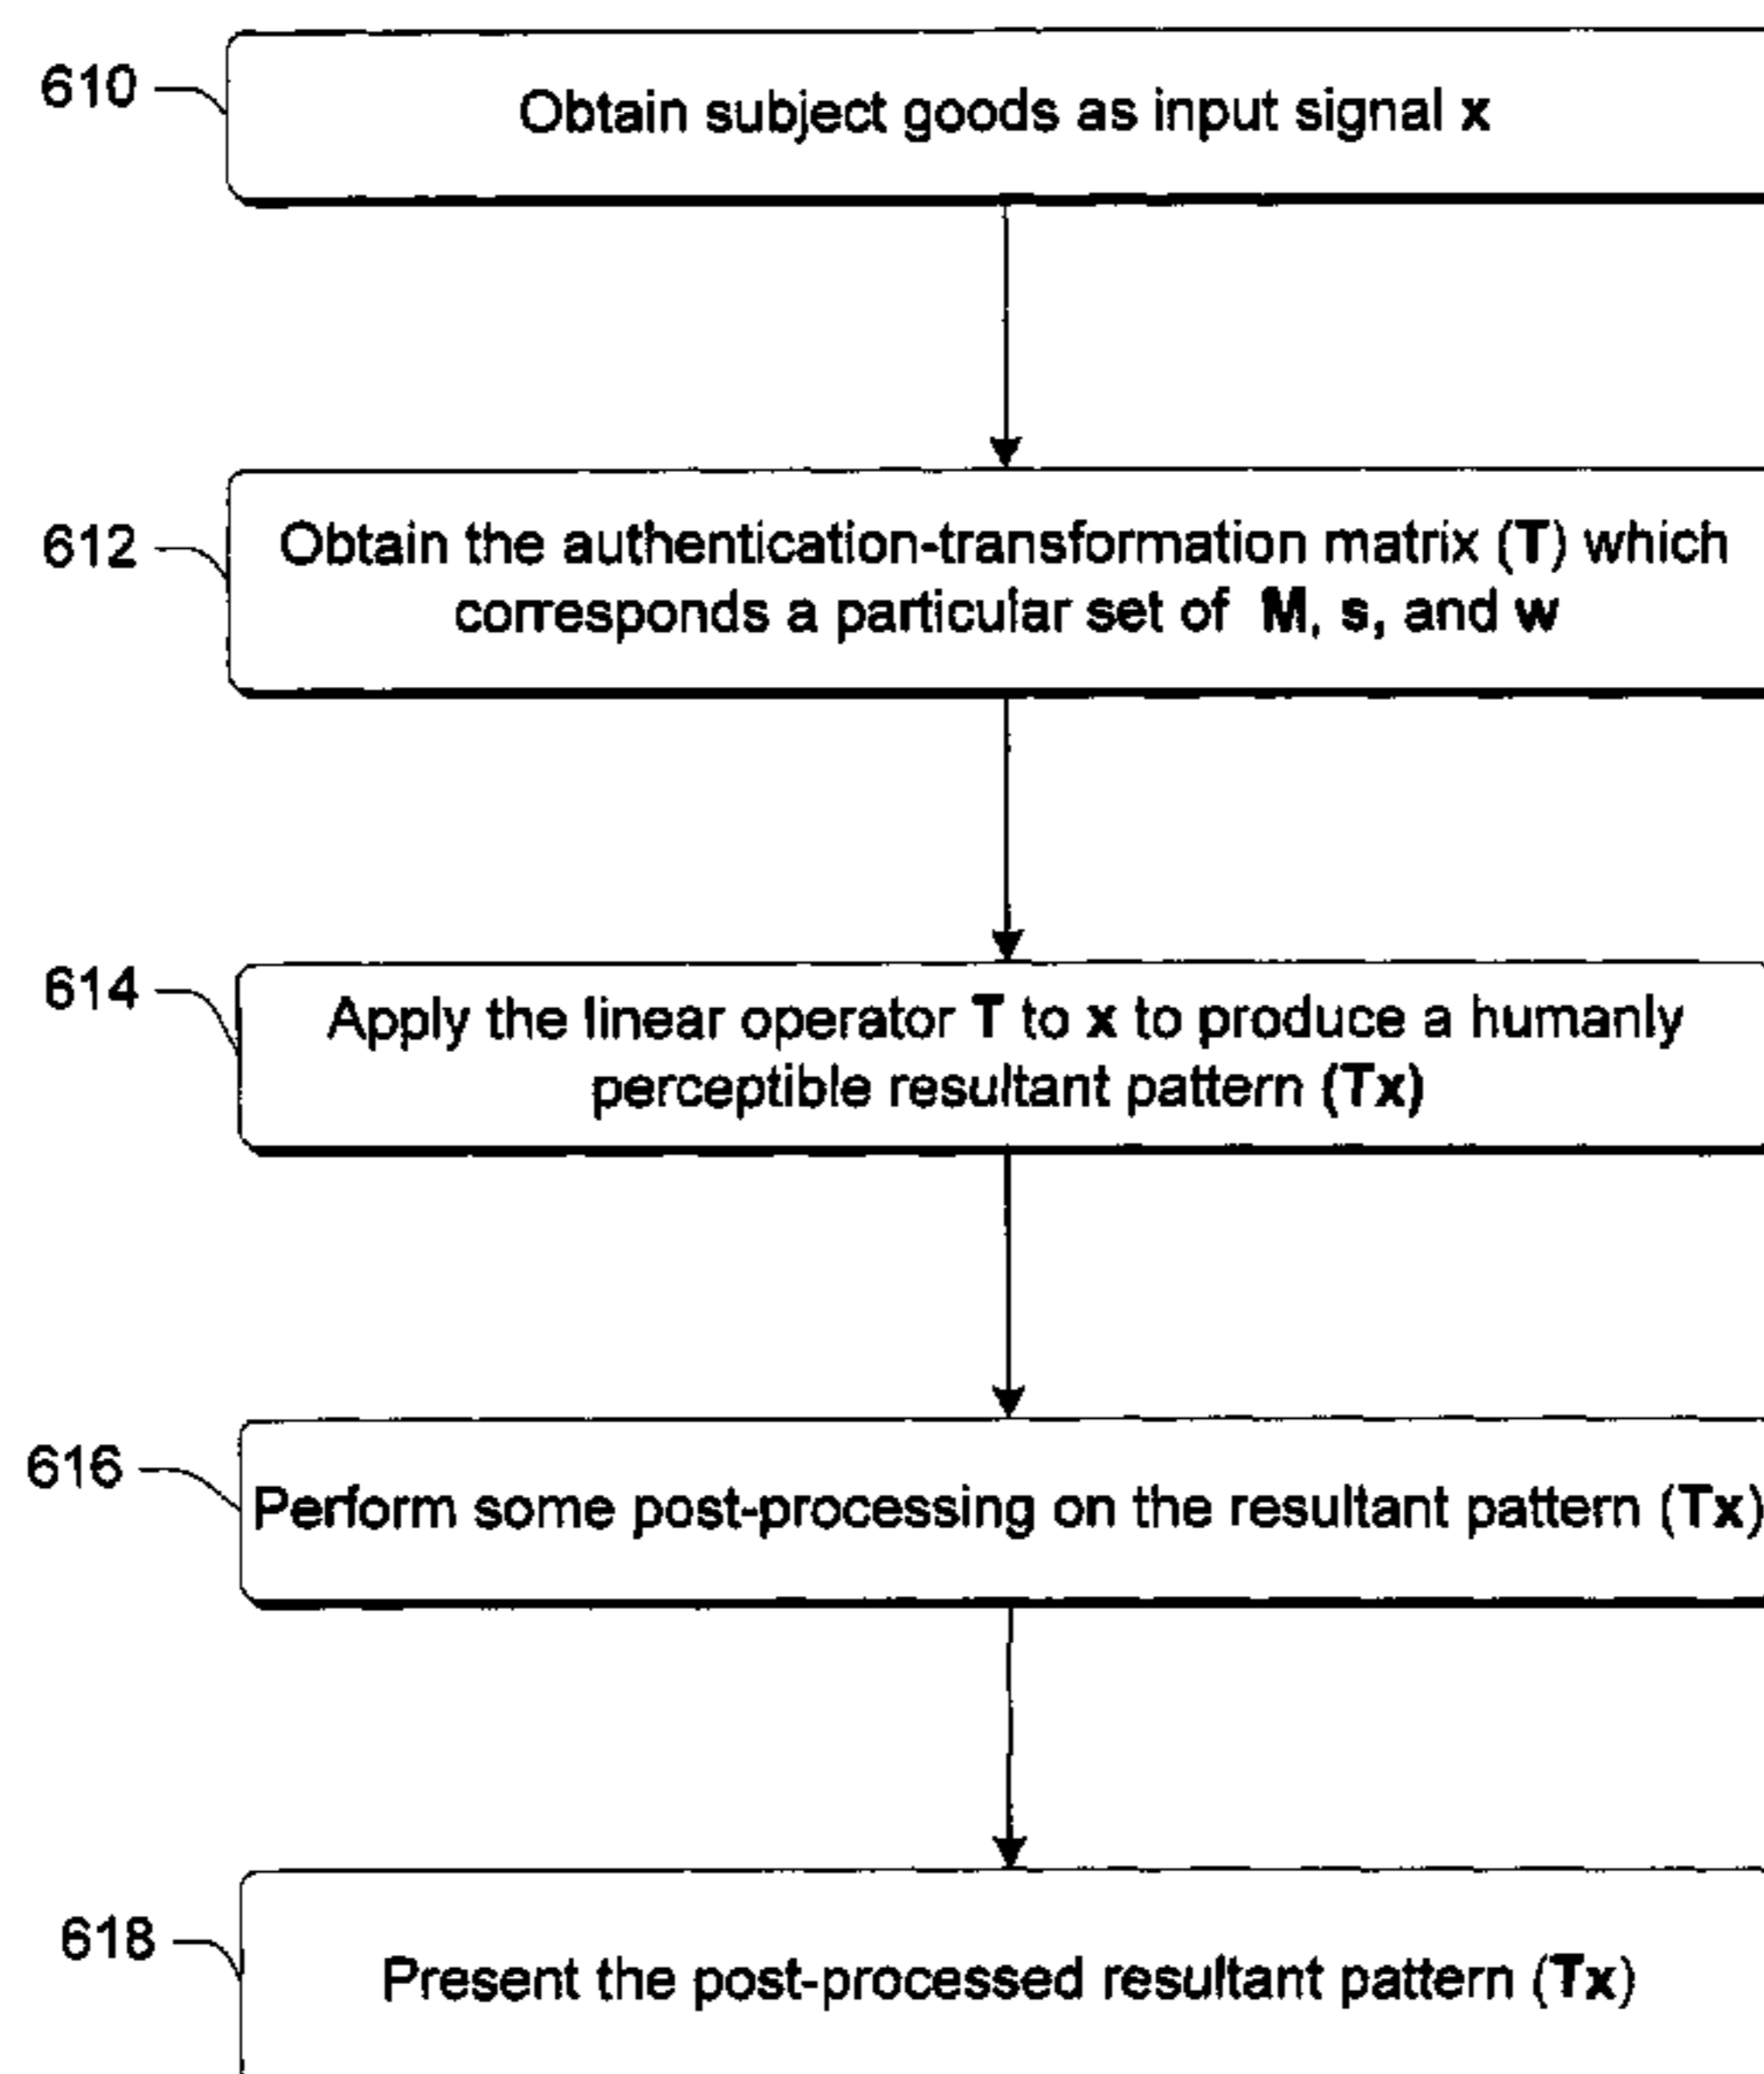 610
Obtain subject goods as input signal x
612
Obtain the authentication-transformation matrix (T) which
corresponds a particular set of M, s, and w
614
Apply the linear operator T to x to produce a humanly
perceptible resultant pattern (Tx)
616
Perform some post-processing on the resultant pattern (Tx)
618
Present the post-processed resultant pattern (Tx)